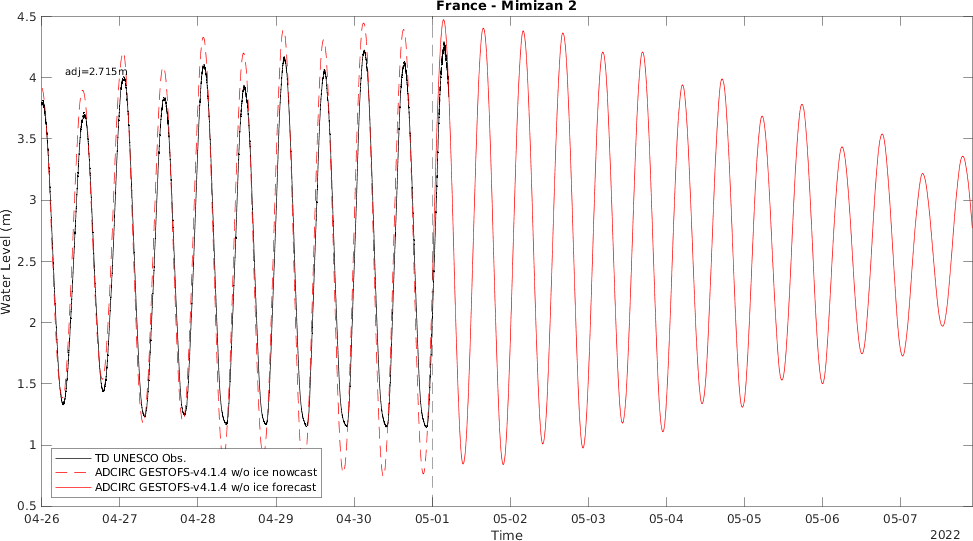 France - Mimizan 2
adj=2.715m
Water Level (m)
4.5
4
3.5
3
2.5
2
1.5
1
0.5
TD UNESCO Obs.
ADCIRC GESTOFS-v4.1.4 w/o ice nowcast
ADCIRC GESTOFS-v4.1.4 w/o ice forecast
04-26 04-27 04-28 04-29 04-30 05-01 05-02 05-03 05-04 05-05 05-06 05-07
Time
2022